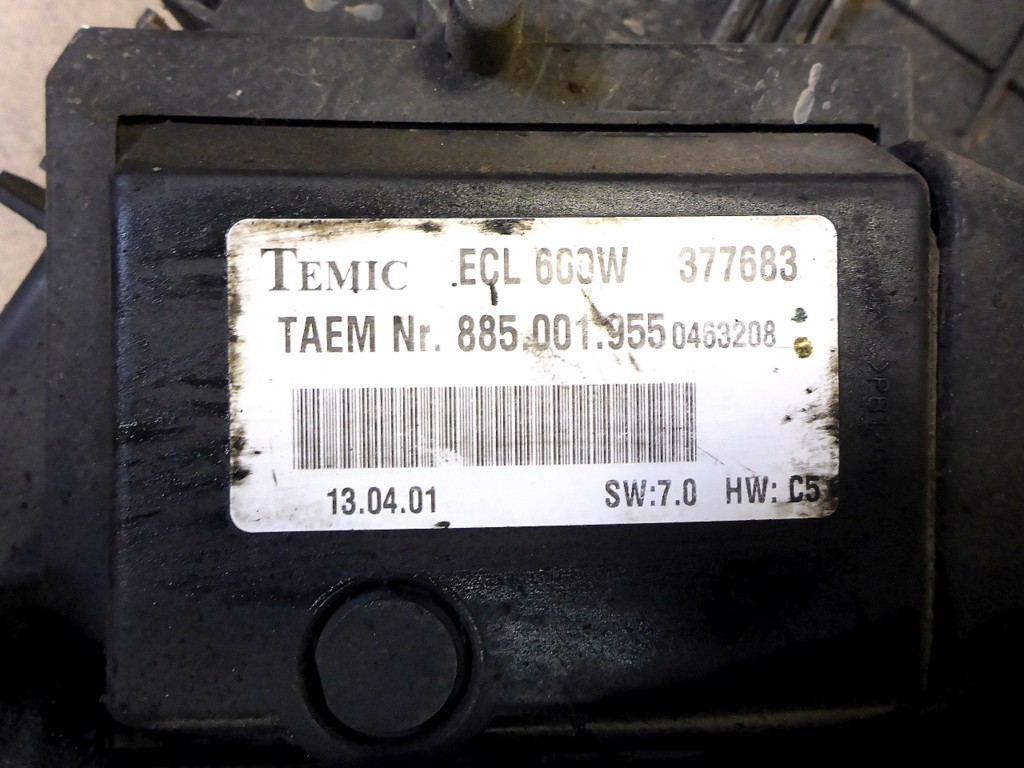 TEMIC ECL 600W 377683
TAEM Nr. 885.001.955 0463208
13.04.01 SW:7.0 HW: C5